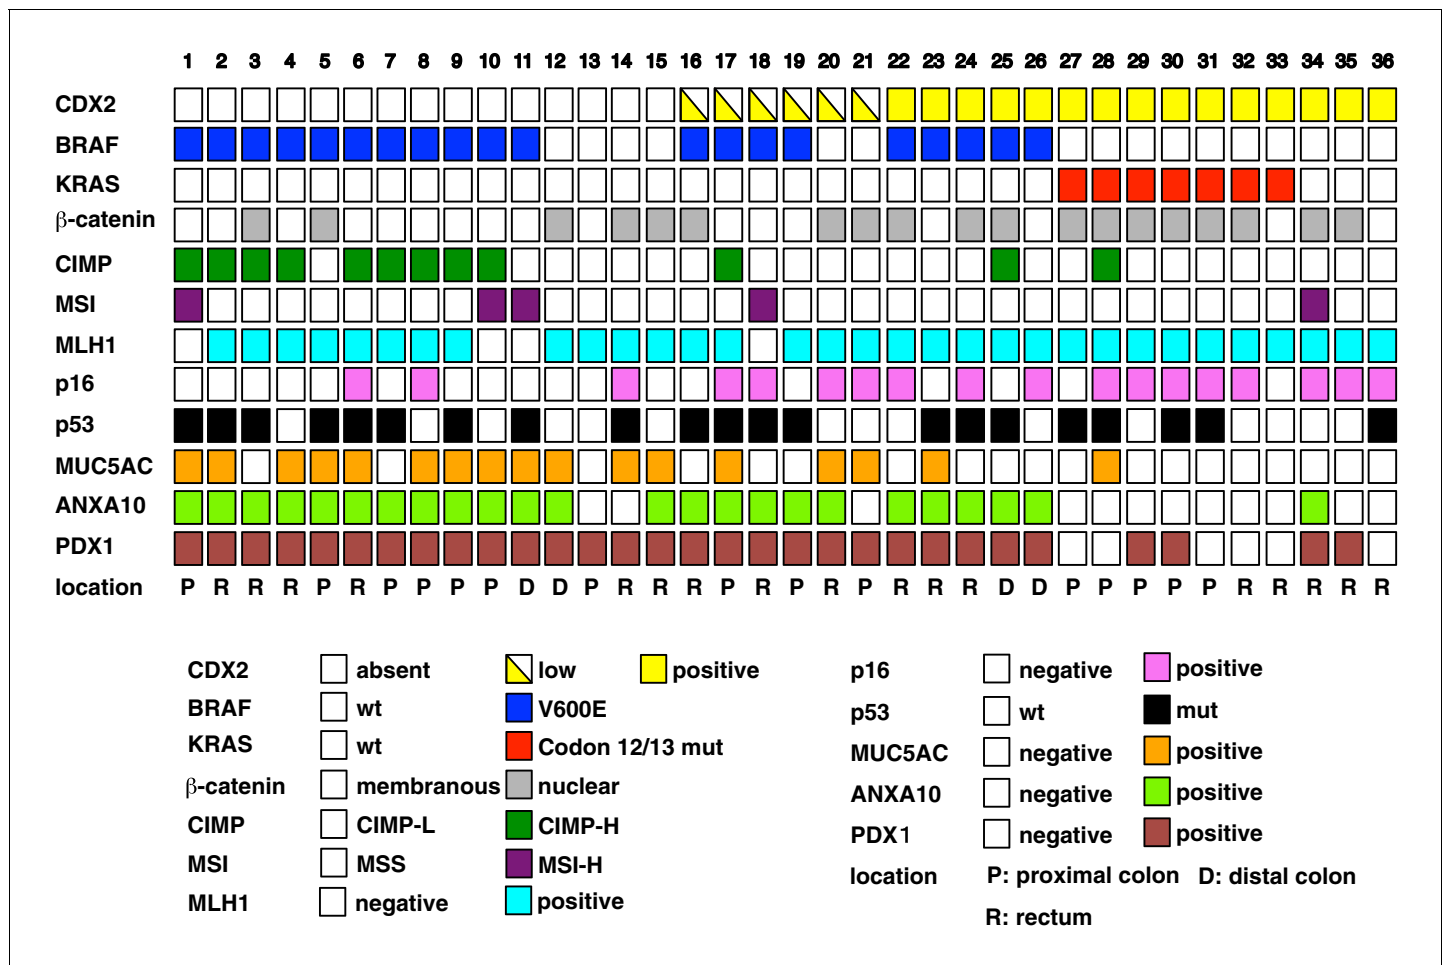 1 2 3 4 5 6 7 8 9 10 11 12 13 14 15 16 17 18 19 20 21 22 23 24 25 26 27 28 29 30 31 32 33 34 35 36
CDX2
BRAF
KRAS
β-catenin
CIMP
MSI
MLH1
p16
p53
MUC5AC
ANXA10
PDX1
location P R R R P R P P P P D D P R R R P R P R P R R R D D P P P P P R R R R R
CDX2 absent low positive
BRAF wt V600E
KRAS wt Codon 12/13 mut
β-catenin membranous nuclear
CIMP CIMP-L CIMP-H
MSI MSS MSI-H
MLH1 negative positive
p16 negative positive
p53 wt mut
MUC5AC negative positive
ANXA10 negative positive
PDX1 negative positive
location P: proximal colon D: distal colon
R: rectum